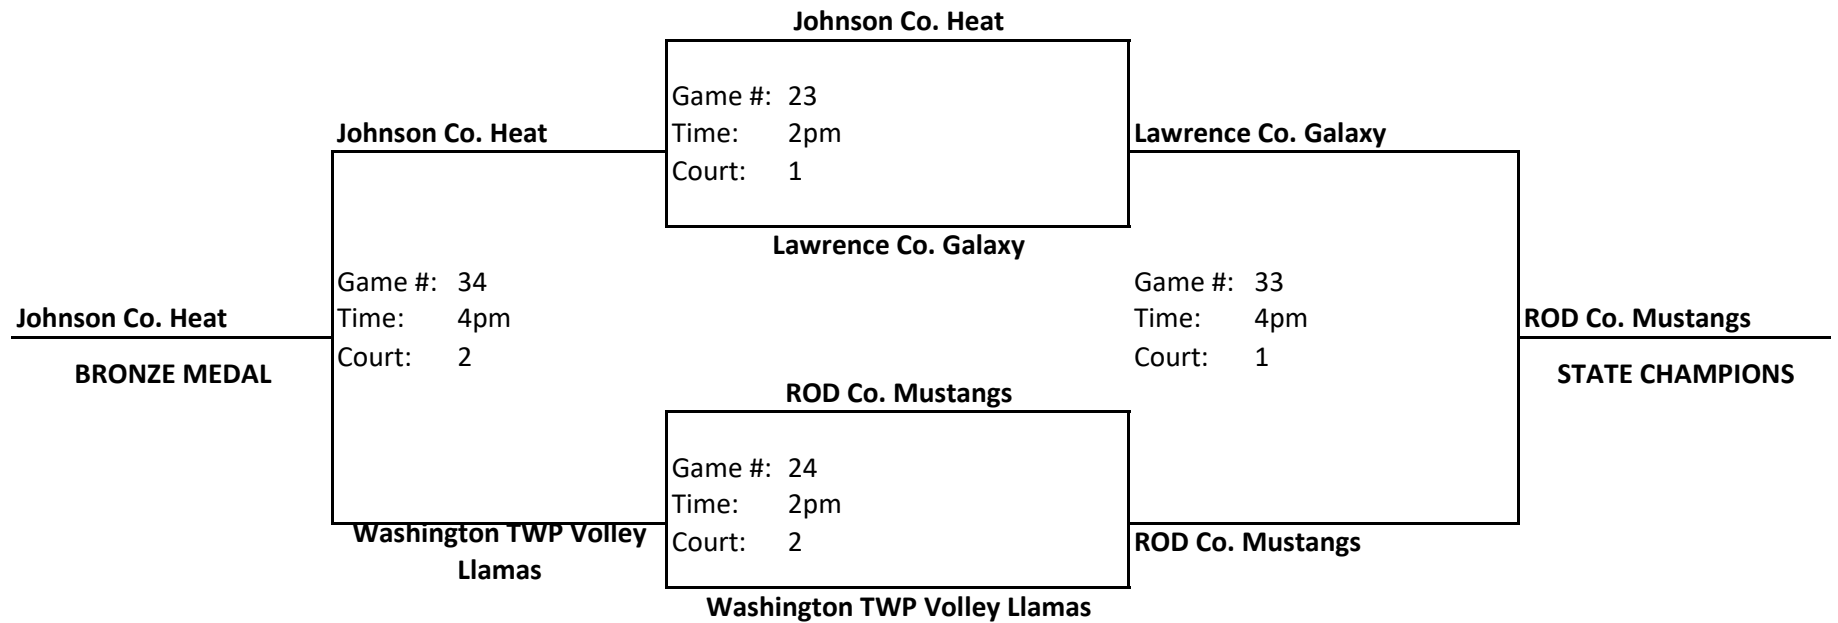 Johnson Co. Heat
Game #: 23
Johnson Co. Heat
Time: 2pm
Lawrence Co. Galaxy
Court: 1
Lawrence Co. Galaxy
Game #: 34
Game #: 33
Johnson Co. Heat
Time: 4pm
Time: 4pm
ROD Co. Mustangs
Court: 2
Court: 1
BRONZE MEDAL
STATE CHAMPIONS
ROD Co. Mustangs
Game #: 24
Time: 2pm
Washington TWP Volley
Llamas
Court: 2
ROD Co. Mustangs
Washington TWP Volley Llamas